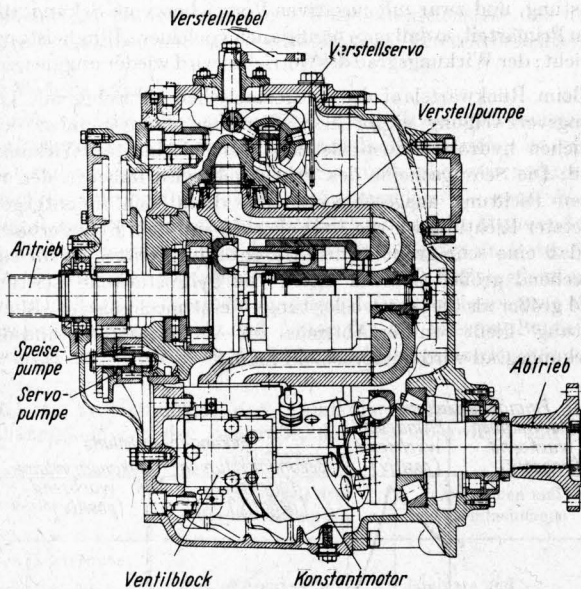 Verstellhebel
Verstellservo
Verstellpumpe
Antrieb
Speise-
pumpe
Servo-
pumpe
Abtrieb
Ventilblock
Konstantmotor